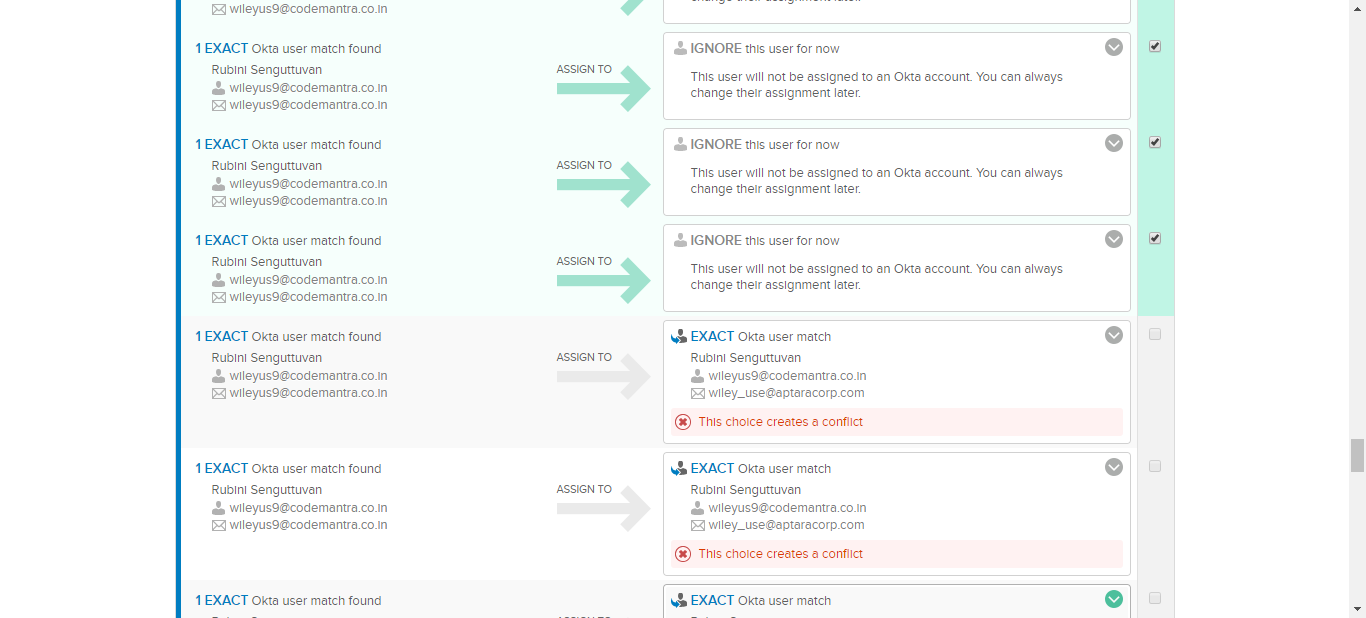 wileyus9@codemantra.co.in
change their assignment later.
1 EXACT Okta user match found
Rubini Senguttuvan
wileyus9@codemantra.co.in
wileyus9@codemantra.co.in
ASSIGN TO
IGNORE this user for now
This user will not be assigned to an Okta account. You can always
change their assignment later.
1 EXACT Okta user match found
Rubini Senguttuvan
wileyus9@codemantra.co.in
wileyus9@codemantra.co.in
ASSIGN TO
IGNORE this user for now
This user will not be assigned to an Okta account. You can always
change their assignment later.
1 EXACT Okta user match found
Rubini Senguttuvan
wileyus9@codemantra.co.in
wileyus9@codemantra.co.in
ASSIGN TO
IGNORE this user for now
This user will not be assigned to an Okta account. You can always
change their assignment later.
1 EXACT Okta user match found
Rubini Senguttuvan
wileyus9@codemantra.co.in
wileyus9@codemantra.co.in
ASSIGN TO
EXACT Okta user match
Rubini Senguttuvan
wileyus9@codemantra.co.in
wiley_use@aptaracorp.com
This choice creates a conflict
1 EXACT Okta user match found
Rubini Senguttuvan
wileyus9@codemantra.co.in
wileyus9@codemantra.co.in
ASSIGN TO
EXACT Okta user match
Rubini Senguttuvan
wileyus9@codemantra.co.in
wiley_use@aptaracorp.com
This choice creates a conflict
1 EXACT Okta user match found
EXACT Okta user match